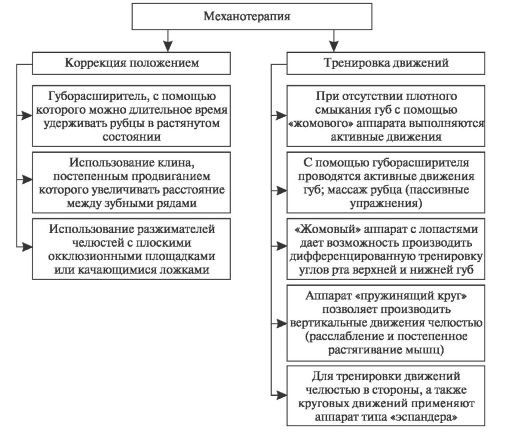 Механотерапия
Коррекция положением
Губорасширитель, с помощью
которого можно длительное время
удерживать рубцы в растянутом
состоянии
Использование клина,
постепенным продвиганием
которого увеличивать расстояние
между зубными рядами
Использование разжимателей
челюстей с плоскими
окклюзионными площадками
или качающимися ложками
Тренировка движений
При отсутствии плотного
смыкания губ с помощью
«жомового» аппарата выполняются
активные движения
С помощью губорасширителя
проводятся активные движения
губ; массаж рубца (пассивные
упражнения)
«Жомовый» аппарат с лопастями
дает возможность производить
дифференцированную тренировку
углов рта верхней и нижней губ
Аппарат «пружинящий круг»
позволяет производить
вертикальные движения челюстью
(расслабление и постепенное
растягивание мышц)
Для тренировки движений
челюстью в стороны, а также
круговых движений применяют
аппарат типа «эспандера»